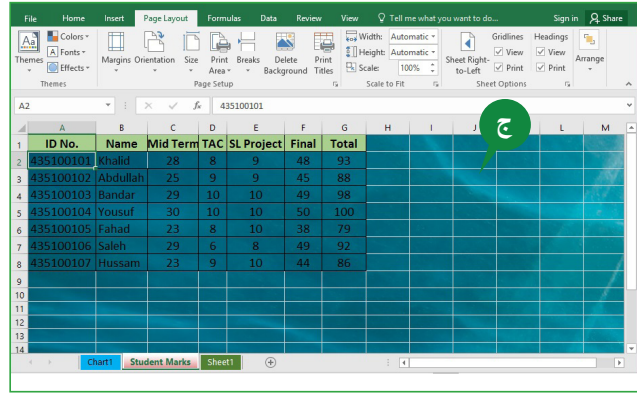 File Home Insert Page Layout Formulas Data Review View Tell me what you want to do... Sign in Share
Colors Fonts Effects Themes
Margins Orientation Size Print Area Breaks Delete Background Print Titles
Width: Automatic
Height: Automatic
Scale: 100%
Sheet Right-to-Left
Gridlines View Print
Headings View Print
Arrange
Themes Page Setup Scale to Fit Sheet Options
A2 fx 435100101
A B C D E F G H I J L M
ج
1 ID No. Name Mid Term TAC SL Project Final Total
2 435100101 Khalid 28 8 9 48 93
3 435100102 Abdullah 25 9 9 45 88
4 435100103 Bandar 29 10 10 49 98
5 435100104 Yousuf 30 10 10 50 100
6 435100105 Fahad 23 8 10 38 79
7 435100106 Saleh 29 6 8 49 92
8 435100107 Hussam 23 9 10 44 86
9
10
11
12
13
14
Chart1 Student Marks Sheet1